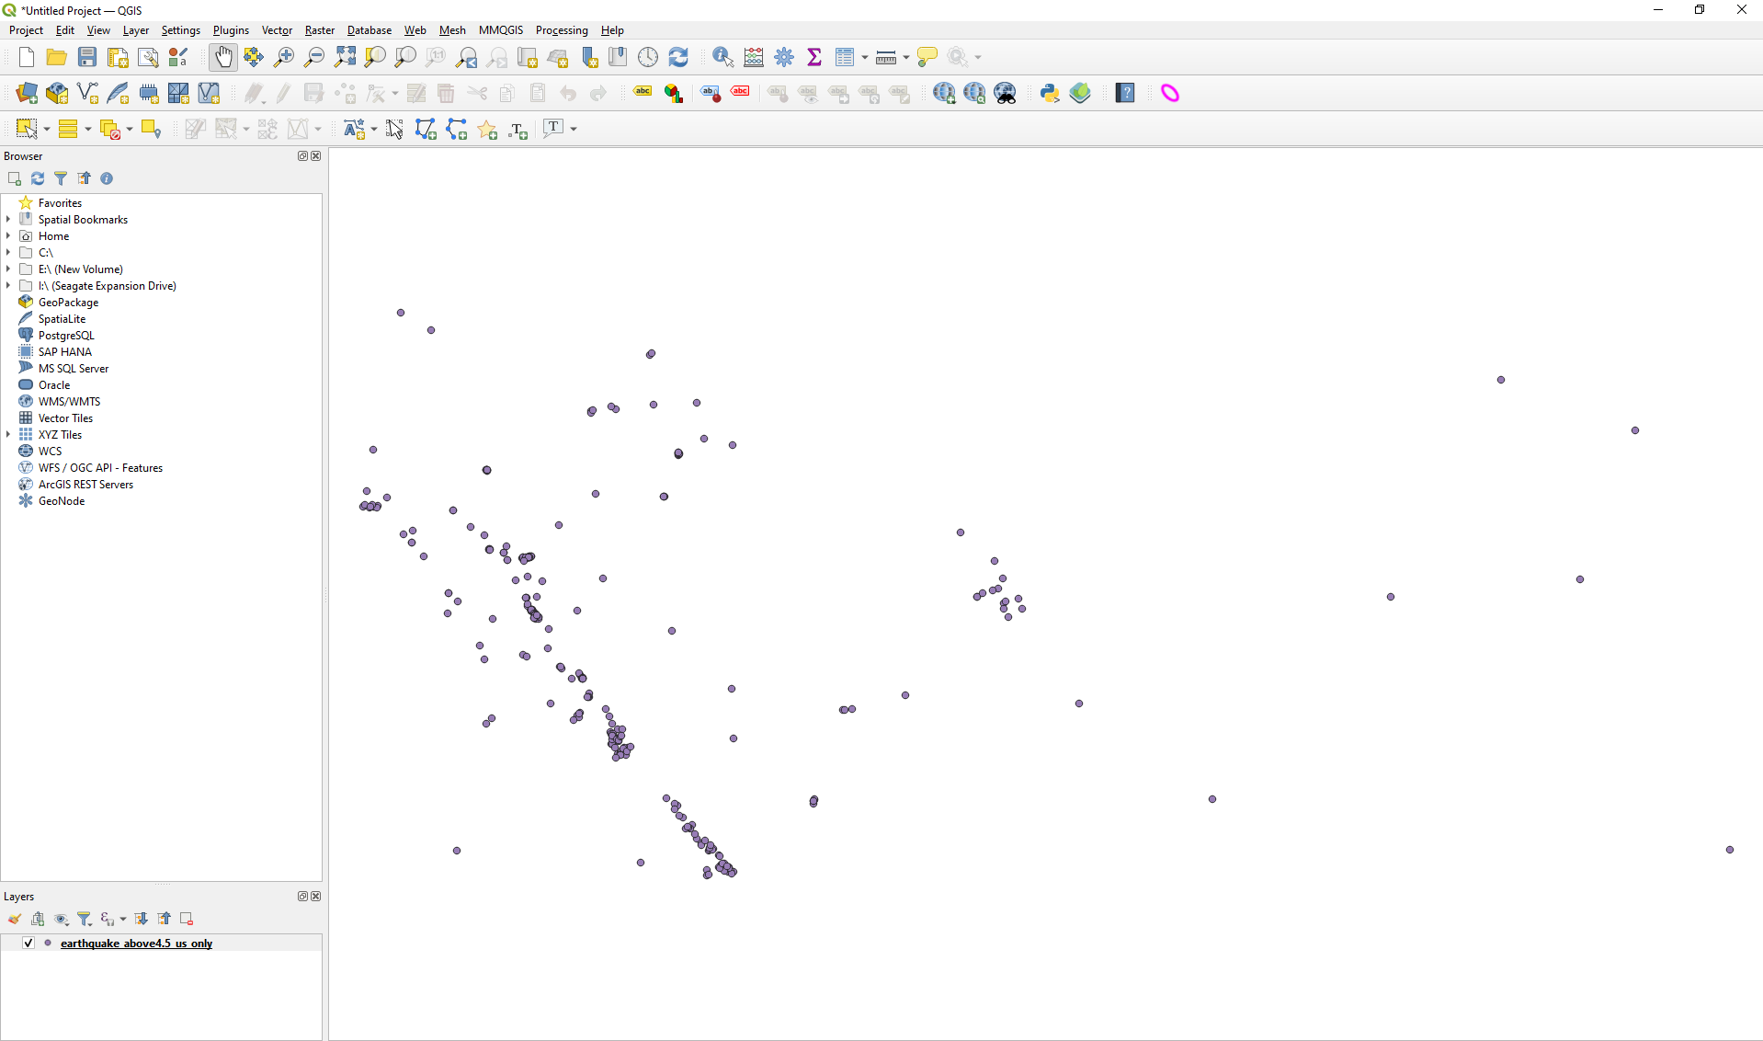 *Untitled Project — QGIS
Project Edit View Layer Settings Plugins Vector Raster Database Web Mesh MMQGIS Processing Help
Browser
Favorites
Spatial Bookmarks
Home
C:\
E:\ (New Volume)
I:\ (Seagate Expansion Drive)
GeoPackage
SpatiaLite
PostgreSQL
SAP HANA
MS SQL Server
Oracle
WMS/WMTS
Vector Tiles
XYZ Tiles
WCS
WFS / OGC API - Features
ArcGIS REST Servers
GeoNode
Layers
earthquake_above4.5_us_only